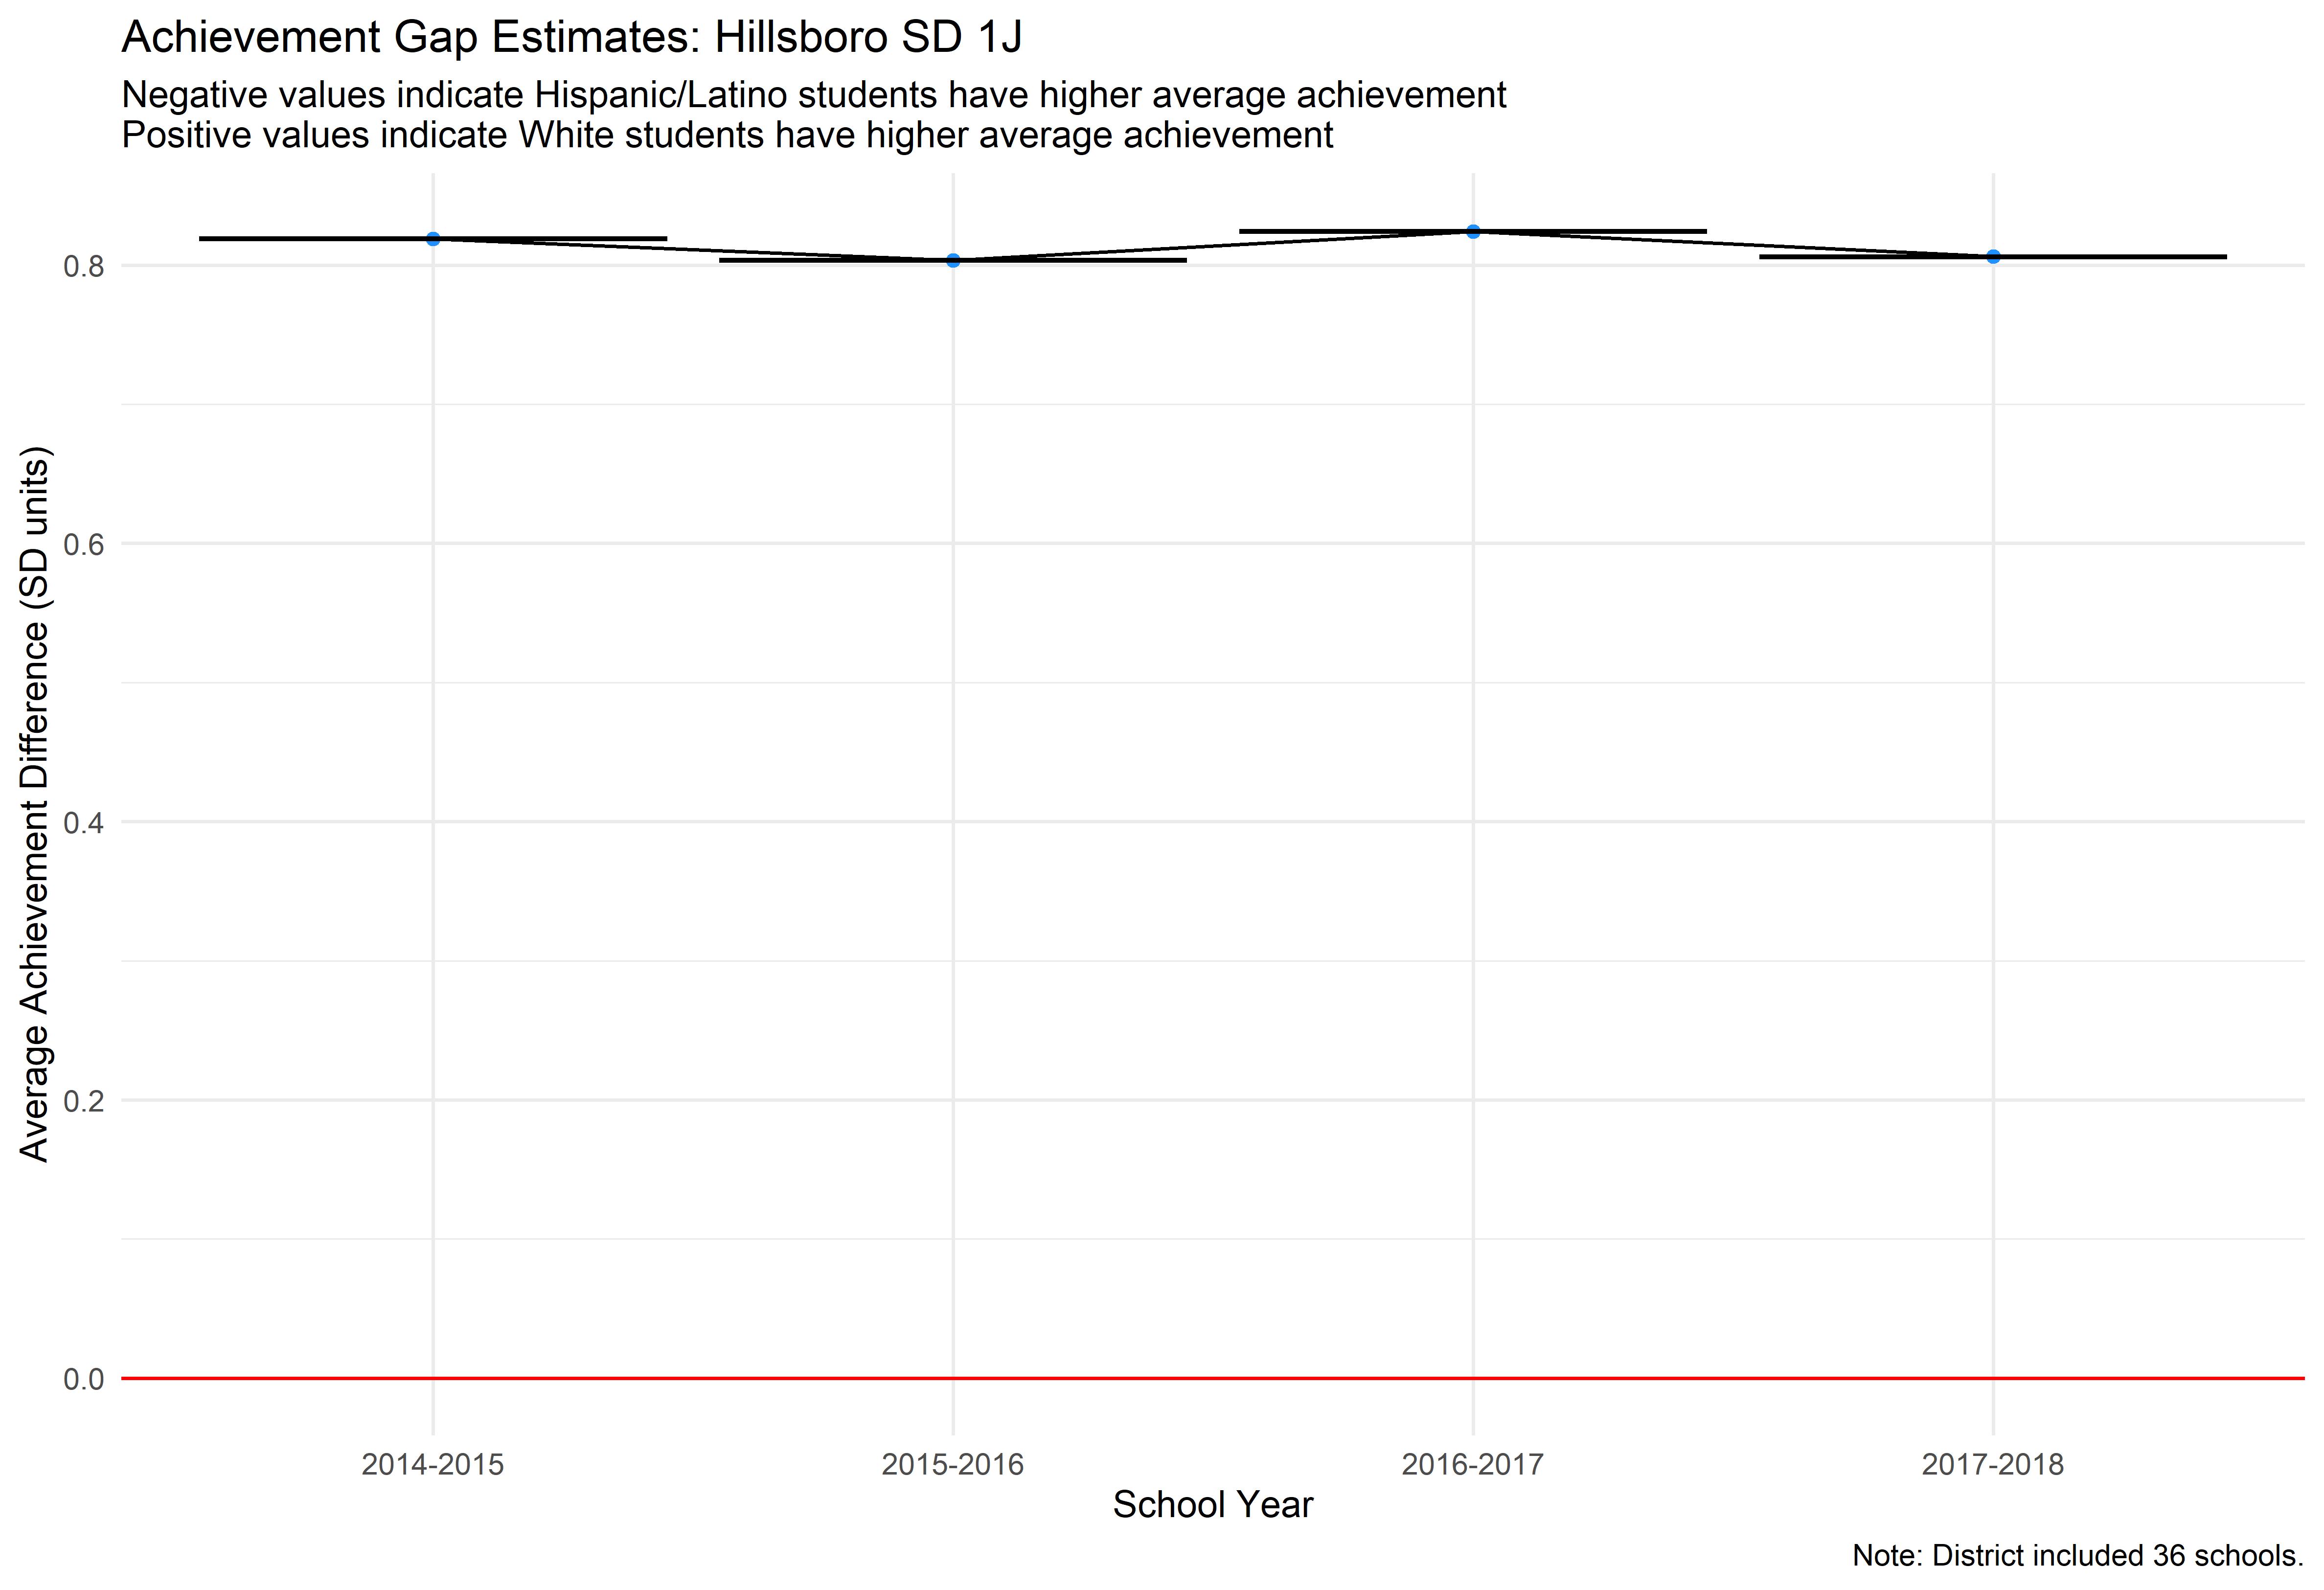 Achievement Gap Estimates: Hillsboro SD 1J
Negative values indicate Hispanic/Latino students have higher average achievement
Positive values indicate White students have higher average achievement
Average Achievement Difference (SD units)
0.8
0.6
0.4
0.2
0.0
2014-2015
2015-2016
2016-2017
2017-2018
School Year
Note: District included 36 schools.